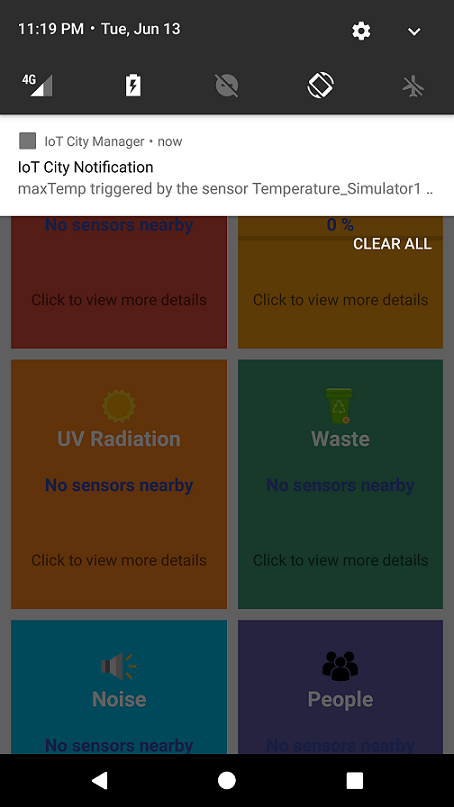 11:19 PM • Tue, Jun 13
4G
IoT City Manager • now
IoT City Notification
maxTemp triggered by the sensor Temperature_Simulator1 ..
No sensors nearby
0 %
CLEAR ALL
Click to view more details
Click to view more details
UV Radiation
Waste
No sensors nearby
No sensors nearby
Click to view more details
Click to view more details
Noise
People
No sensors nearby
No sensors nearby